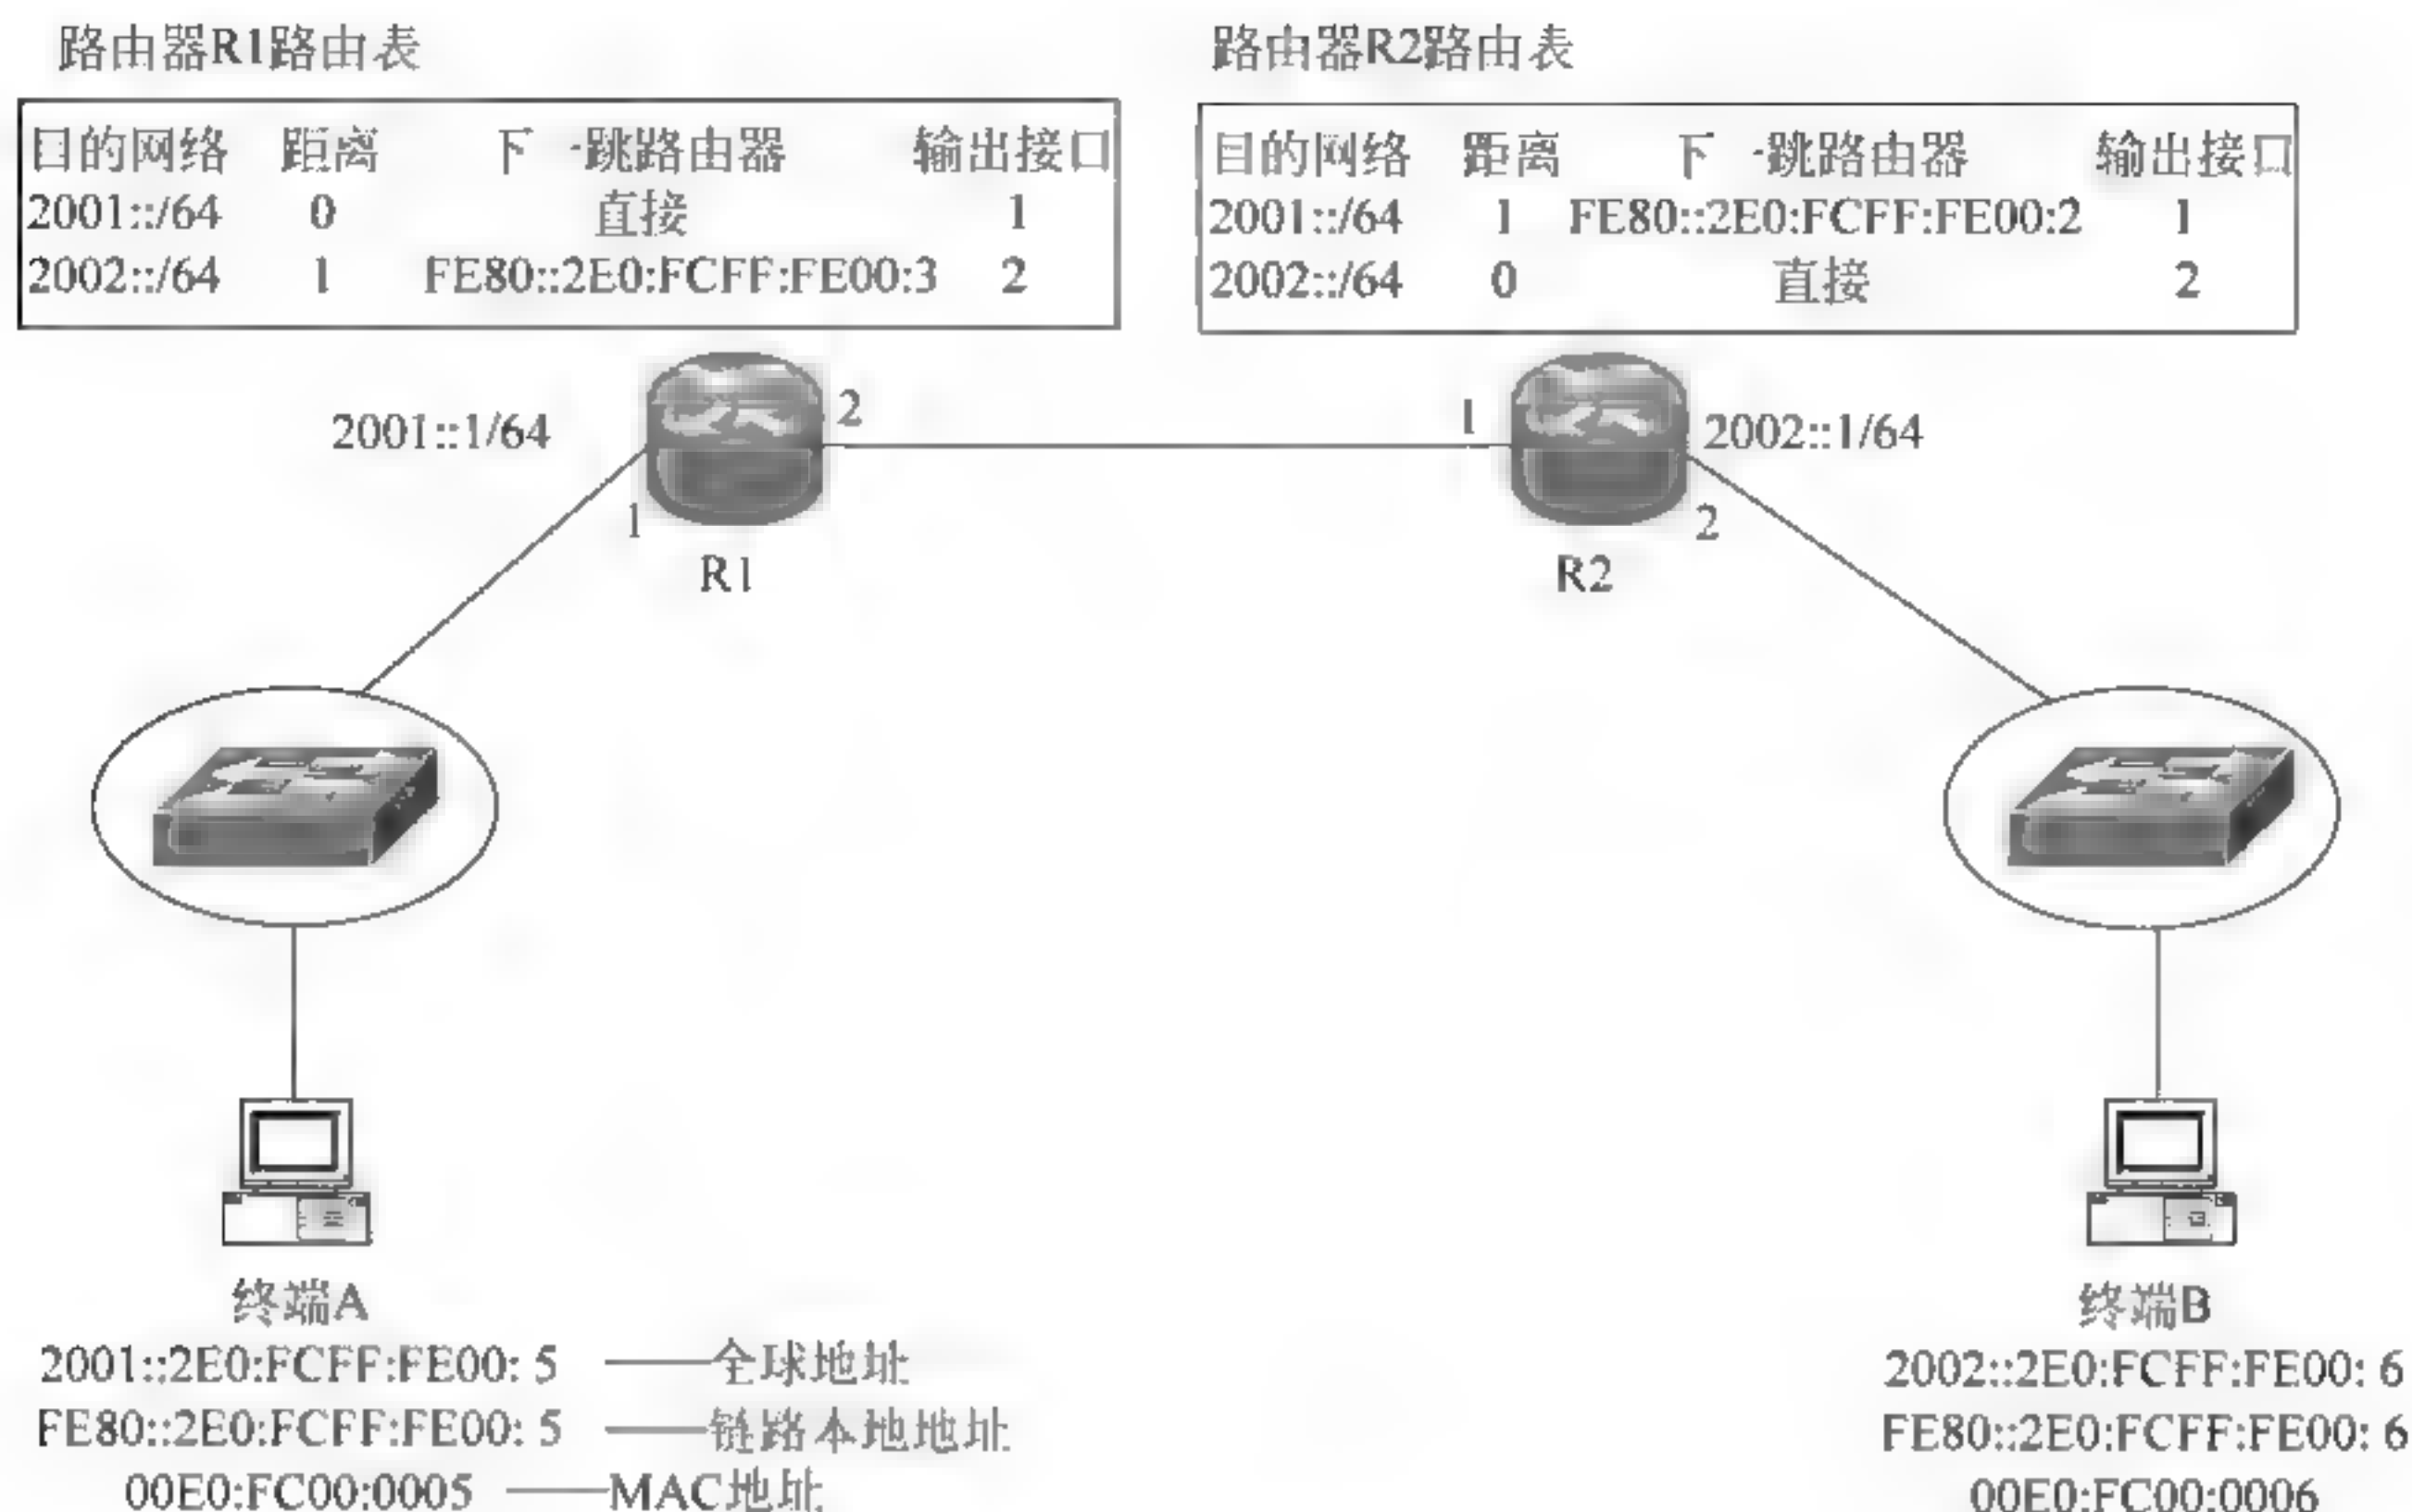 路由器R1路由表
目的网络 距离 下一跳路由器 输出接口
2001::/64 0 直接 1
2002::/64 1 FE80::2E0:FCFF:FE00:3 2
路由器R2路由表
目的网络 距离 下一跳路由器 输出接口
2001::/64 1 FE80::2E0:FCFF:FE00:2 1
2002::/64 0 直接 2
2001::1/64
2
1
R1
1
2002::1/64
2
R2
终端A
2001::2E0:FCFF:FE00: 5 全球地址
FE80::2E0:FCFF:FE00: 5 链路本地地址
00E0:FC00:0005 MAC地址
终端B
2002::2E0:FCFF:FE00: 6
FE80::2E0:FCFF:FE00: 6
00E0:FC00:0006